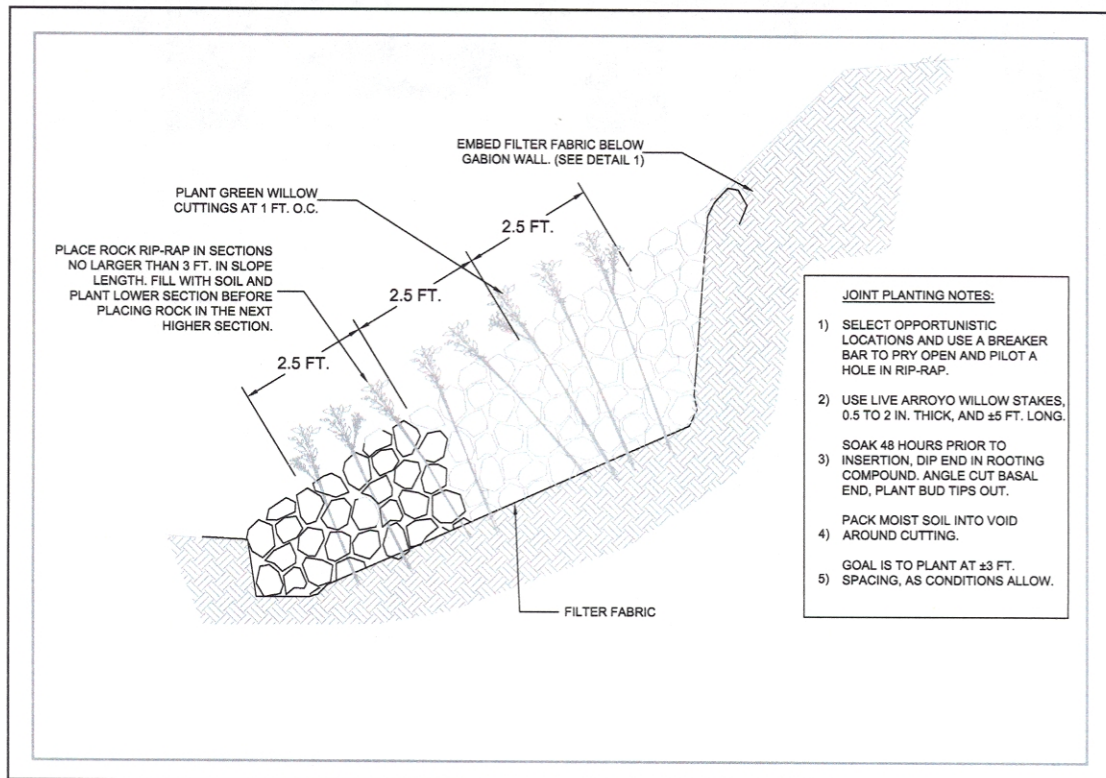 EMBED FILTER FABRIC BELOW
GABION WALL. (SEE DETAIL 1)
PLANT GREEN WILLOW
CUTTINGS AT 1 FT. O.C.
PLACE ROCK RIP-RAP IN SECTIONS
NO LARGER THAN 3 FT. IN SLOPE
LENGTH. FILL WITH SOIL AND
PLANT LOWER SECTION BEFORE
PLACING ROCK IN THE NEXT
HIGHER SECTION.
2.5 FT.
2.5 FT.
2.5 FT.
FILTER FABRIC
JOINT PLANTING NOTES:
1) SELECT OPPORTUNISTIC
LOCATIONS AND USE A BREAKER
BAR TO PRY OPEN AND PILOT A
HOLE IN RIP-RAP.
2) USE LIVE ARROYO WILLOW STAKES,
0.5 TO 2 IN. THICK, AND ±5 FT. LONG.
SOAK 48 HOURS PRIOR TO
3) INSERTION, DIP END IN ROOTING
COMPOUND. ANGLE CUT BASAL
END, PLANT BUD TIPS OUT.
PACK MOIST SOIL INTO VOID
4) AROUND CUTTING.
GOAL IS TO PLANT AT ±3 FT.
5) SPACING, AS CONDITIONS ALLOW.